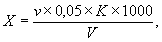 X = v×0,05×K×1000 / V,